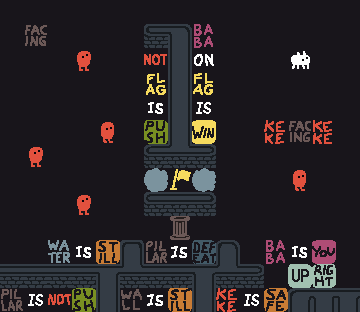 FACING BABA
NOT ON
FLAG FLAG
IS IS
PUSH WIN KEKE FACING KEKE
WATER IS STILL PILLAR IS DEFEAT BABA IS YOU
UP RIGHT
PILLAR IS NOT PUSH WALL IS STILL KEKE IS SAFE